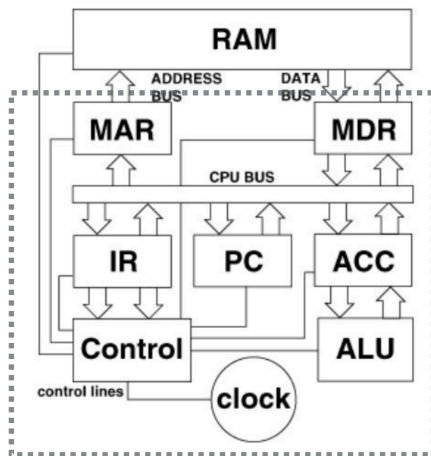 RAM
ADDRESS
BUS
DATA
BUS
MAR
MDR
CPU BUS
IR
PC
ACC
Control
ALU
control lines
clock